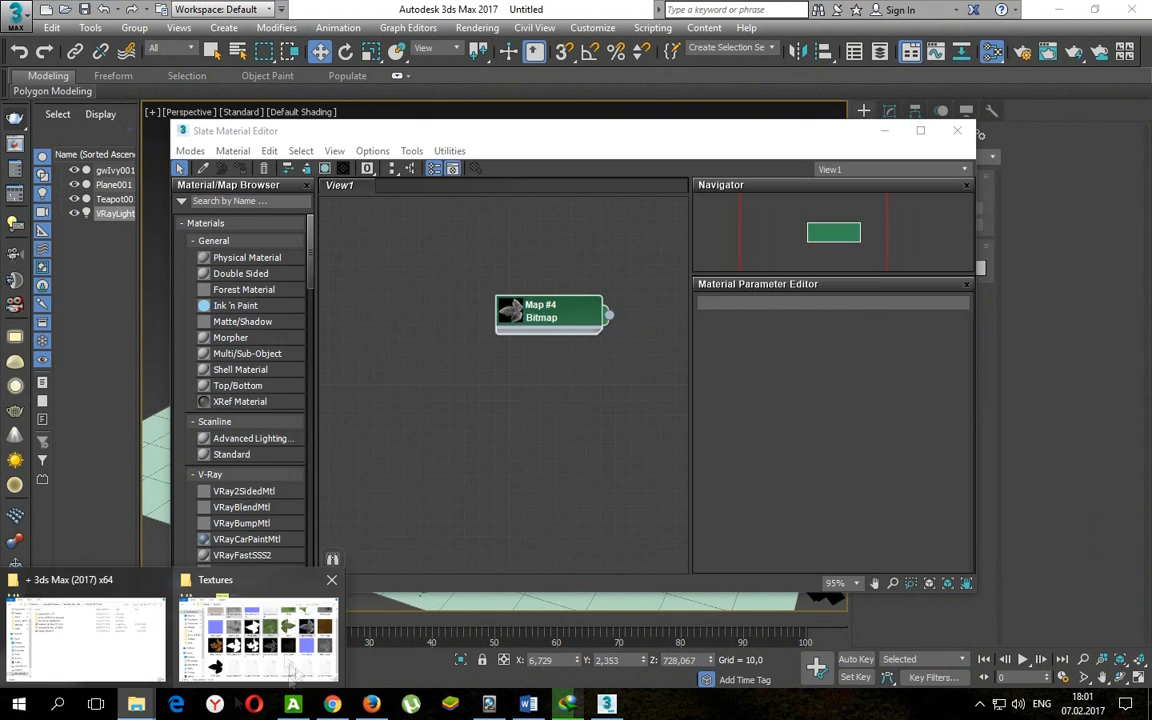 Workspace: Default
Autodesk 3ds Max 2017 Untitled
Type a keyword or phrase
Sign In
MAX
Edit Tools Group Views Create Modifiers Animation Graph Editors Rendering Civil View Customize Scripting Content Help
All
View
Create Selection Se
Modeling Freeform Selection Object Paint Populate
Polygon Modeling
Select Display
[+] [Perspective] [Standard] [Default Shading]
Name (Sorted Ascen
gwIvy001
Plane001
Teapot00
VRayLight
Slate Material Editor
Modes Material Edit Select View Options Tools Utilities
View1
Material/Map Browser
View1
Navigator
Search by Name ...
- Materials
- General
Physical Material
Double Sided
Forest Material
Ink 'n Paint
Matte/Shadow
Morpher
Multi/Sub-Object
Shell Material
Top/Bottom
XRef Material
- Scanline
Advanced Lighting...
Standard
- V-Ray
VRay2SidedMtl
VRayBlendMtl
VRayBumpMtl
VRayCarPaintMtl
VRayFastSSS2
Map #4
Bitmap
Material Parameter Editor
95%
+ 3ds Max (2017) x64
Textures
30 40 50 60 70 80 90 100
X: 6,729
Y: 2,353
Z: 728,067
Grid = 10,0
Add Time Tag
Auto Key
Selected
Set Key
Key Filters...
0
ENG
18:01
07.02.2017